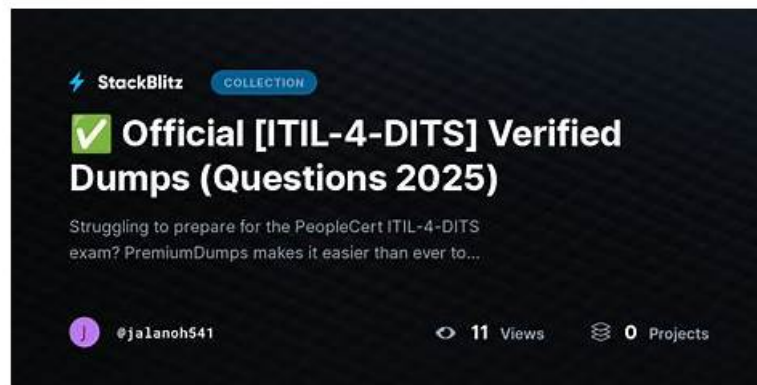 StackBlitz COLLECTION
✅ Official [ITIL-4-DITS] Verified
Dumps (Questions 2025)
Struggling to prepare for the PeopleCert ITIL-4-DITS
exam? PremiumDumps makes it easier than ever to...
J @jalanoh541 11 Views 0 Projects